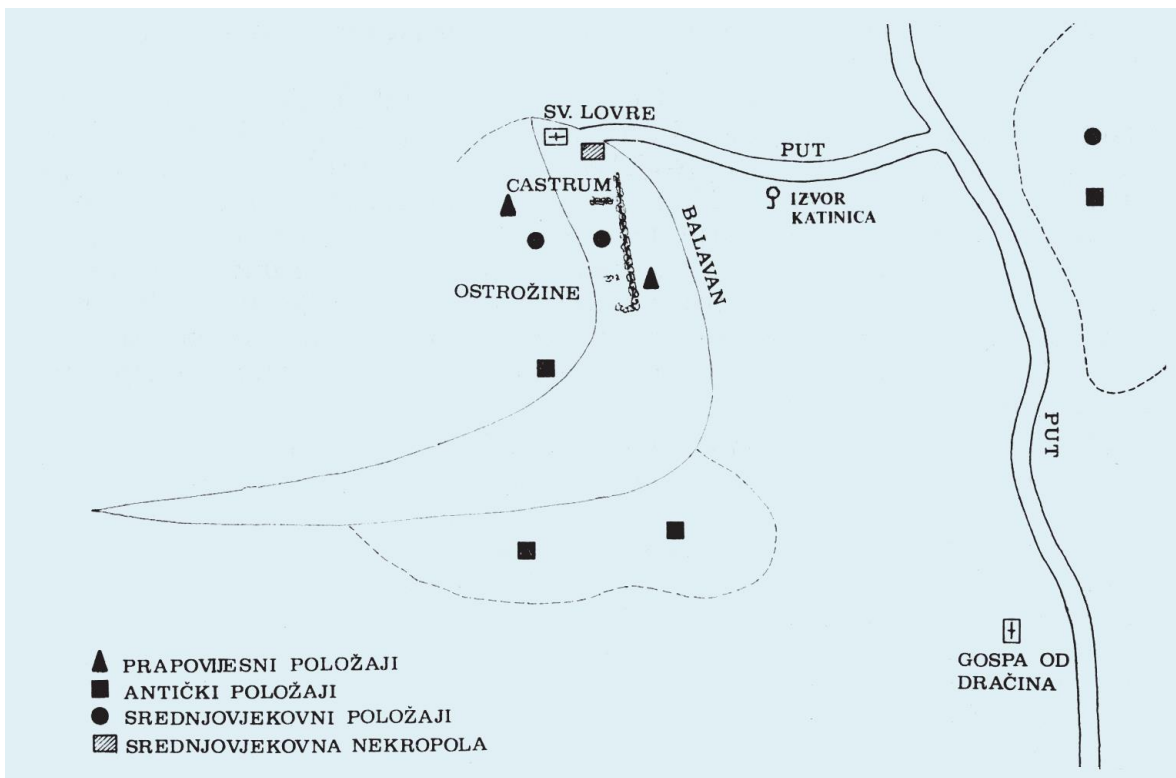 SV. LOVRE
PUT
CASTRUM
IZVOR
KATINICA
BALAVAN
OSTROŽINE
PUT
GOSPA OD
DRAČINA
PRAPOVIJESNI POLOŽAJI
ANTIČKI POLOŽAJI
SREDNJOVJEKOVNI POLOŽAJI
SREDNJOVJEKOVNA NEKROPOLA